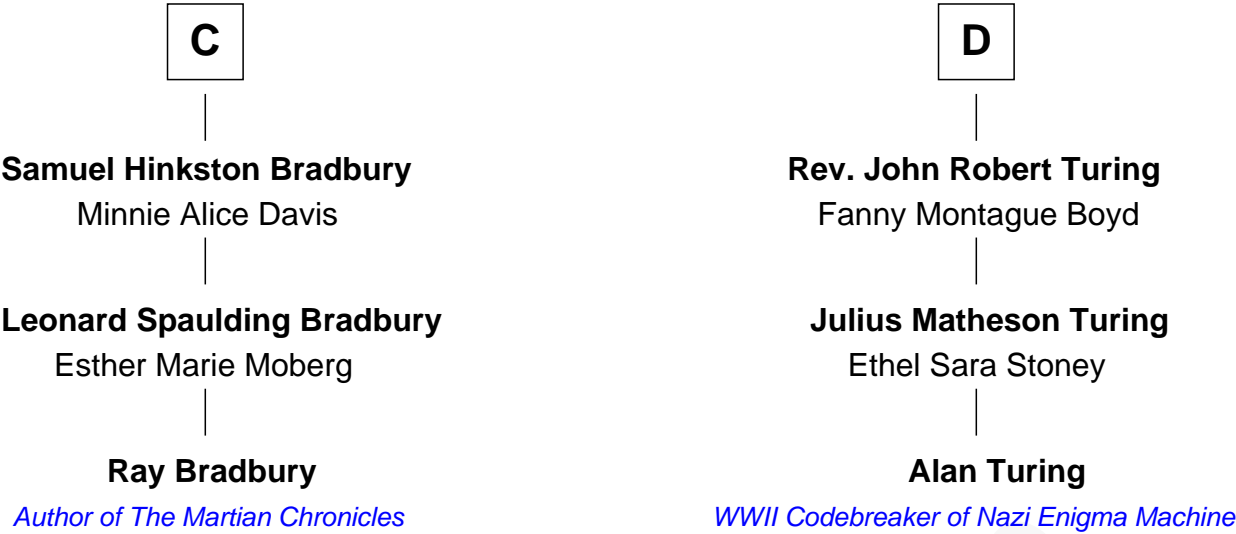 C
Samuel Hinkston Bradbury
Minnie Alice Davis
Leonard Spaulding Bradbury
Esther Marie Moberg
Ray Bradbury
Author of The Martian Chronicles
D
Rev. John Robert Turing
Fanny Montague Boyd
Julius Matheson Turing
Ethel Sara Stoney
Alan Turing
WWII Codebreaker of Nazi Enigma Machine